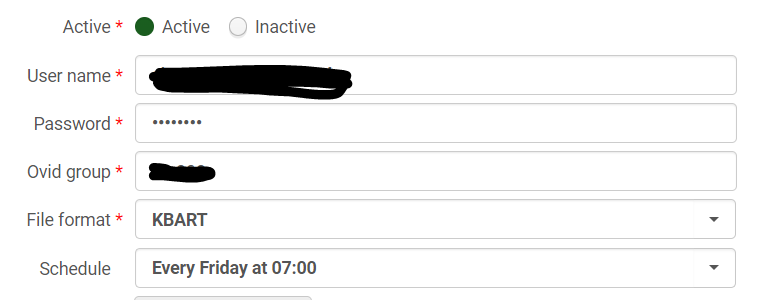 Active * Active Inactive
User name *
Password * ••••••••
Ovid group *
File format * KBART
Schedule Every Friday at 07:00